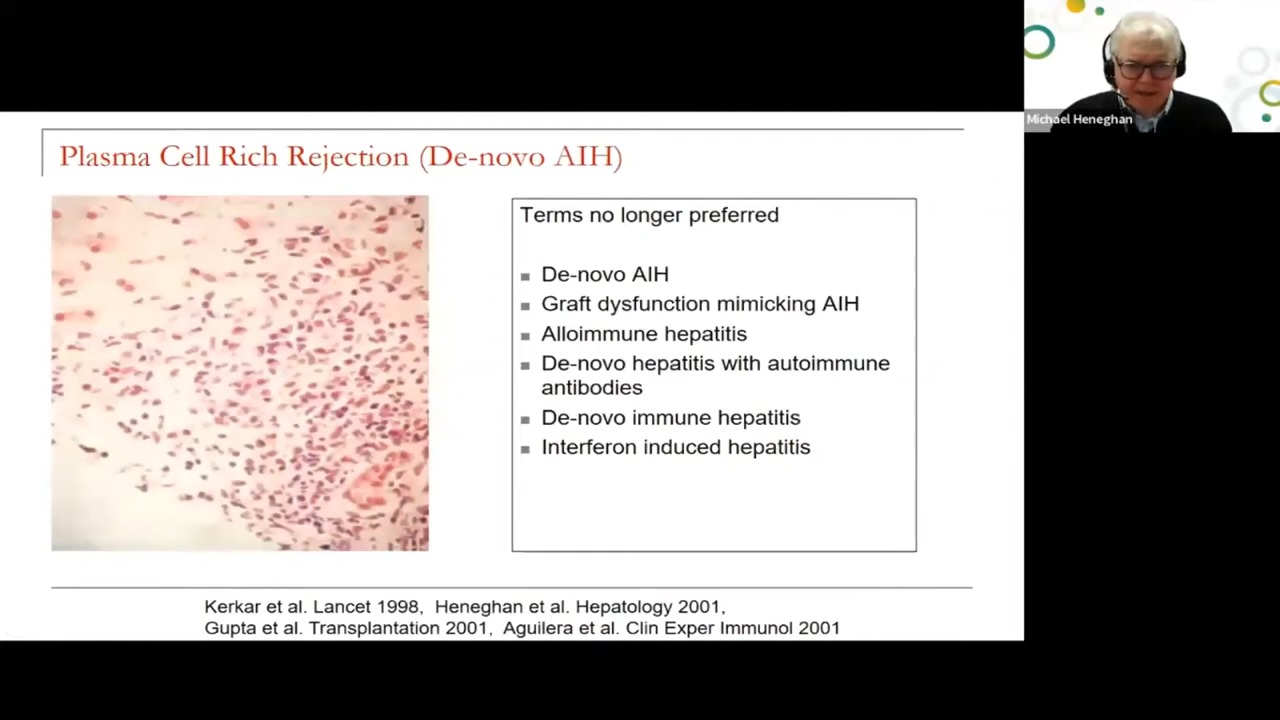 Michael Heneghan
Plasma Cell Rich Rejection (De-novo AIH)
Terms no longer preferred
De-novo AIH
Graft dysfunction mimicking AIH
Alloimmune hepatitis
De-novo hepatitis with autoimmune
antibodies
De-novo immune hepatitis
Interferon induced hepatitis
Kerkar et al. Lancet 1998, Heneghan et al. Hepatology 2001,
Gupta et al. Transplantation 2001, Aguilera et al. Clin Exper Immunol 2001